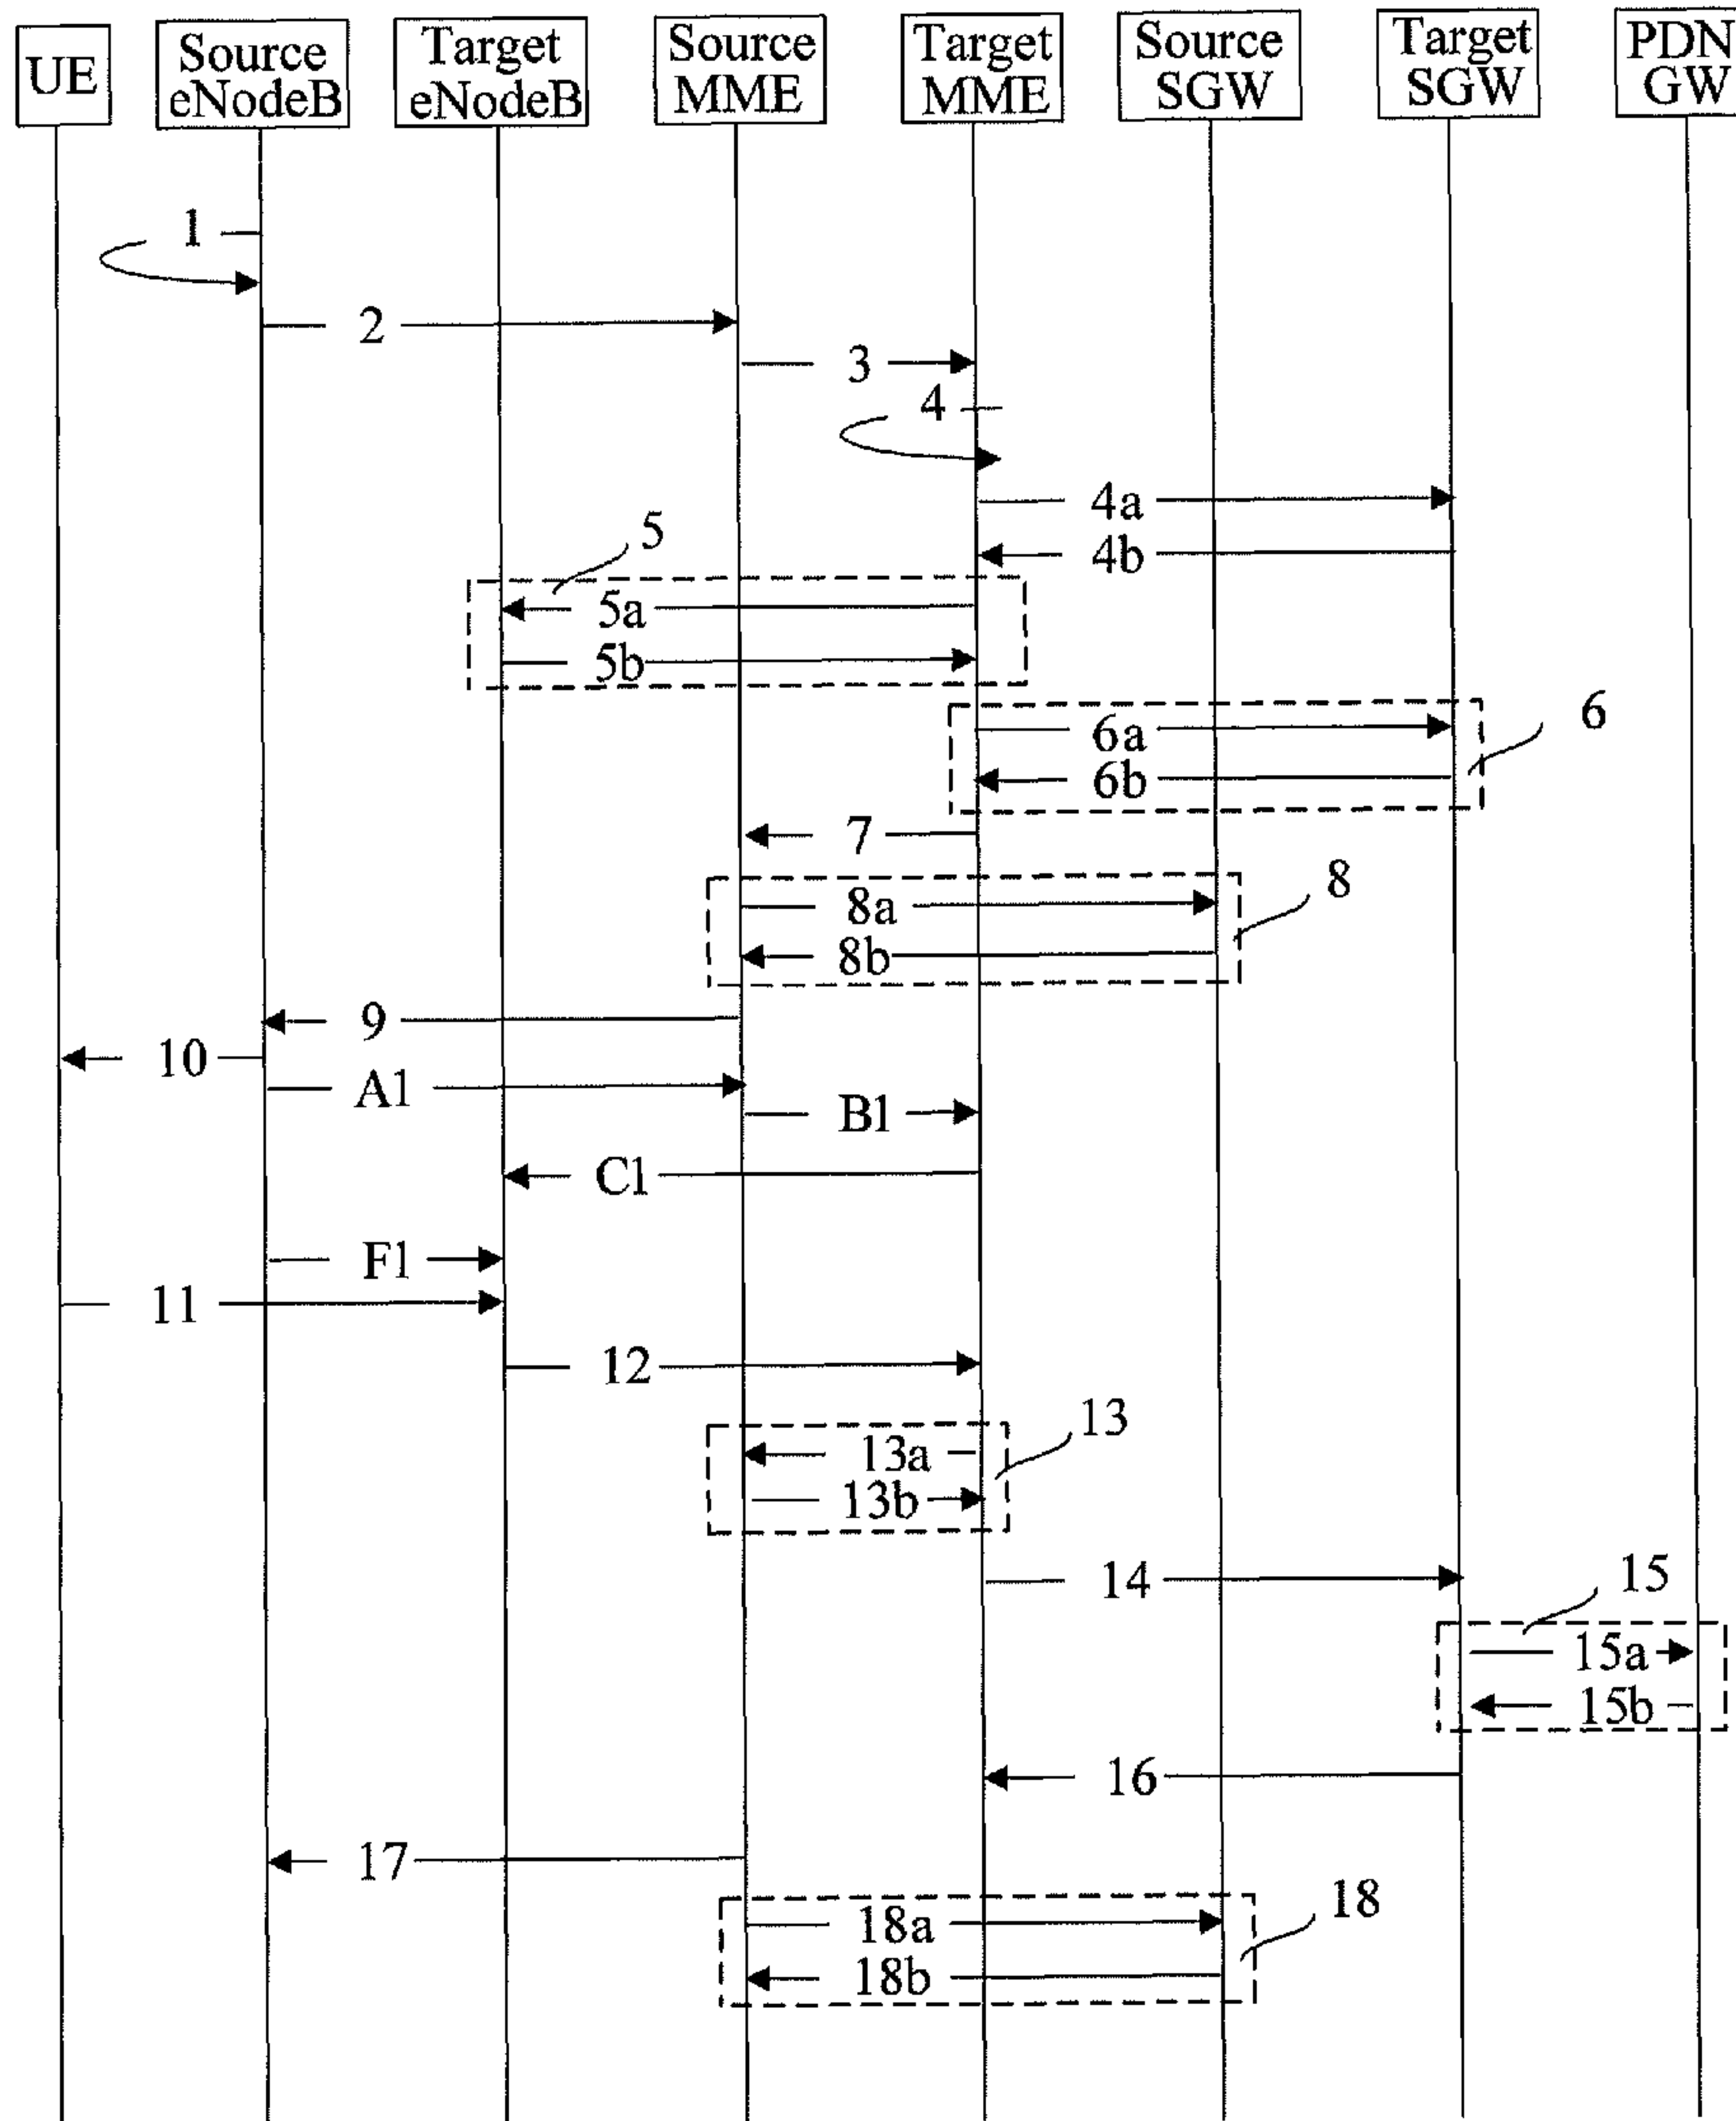 UE
Source
eNodeB
Target
eNodeB
Source
MME
Target
MME
Source
SGW
Target
SGW
PDN
GW
1
2
3
4
4a
4b
5
5a
5b
6a
6
6b
7
8
8a
8b
9
10
A1
B1
C1
F1
11
12
13
13a
13b
14
15
15a
15b
16
17
18
18a
18b